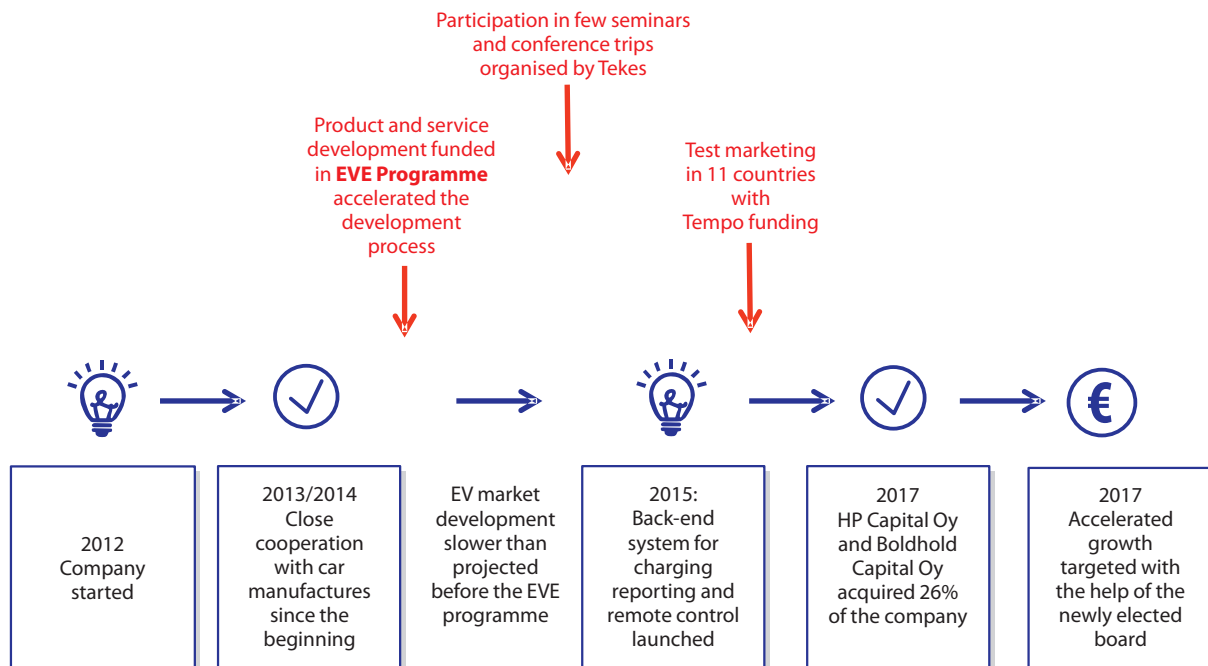 Participation in few seminars
and conference trips
organised by Tekes
Product and service
development funded
in EVE Programme
accelerated the
development
process
Test marketing
in 11 countries
with
Tempo funding
€
2012
Company
started
2013/2014
Close
cooperation
with car
manufactures
since the
beginning
EV market
development
slower than
projected
before the EVE
programme
2015:
Back-end
system for
charging
reporting and
remote control
launched
2017
HP Capital Oy
and Boldhold
Capital Oy
acquired 26%
of the company
2017
Accelerated
growth
targeted with
the help of the
newly elected
board